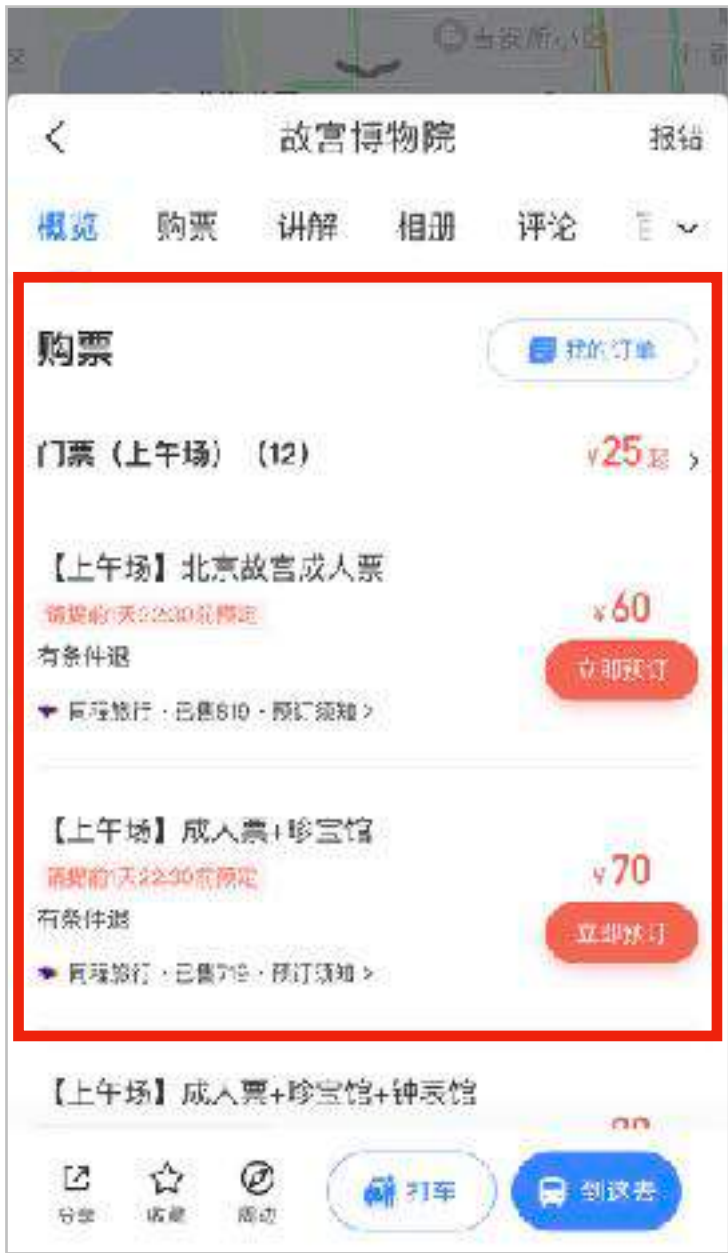 故宫博物院
报错
概览 购票 讲解 相册 评论
购票
我的订单
门票（上午场）（12）
¥25起
【上午场】北京故宫成人票
请提前1天22:30前预定
¥60
有条件退
立即预订
同程旅行·已售819·预订须知
【上午场】成人票+珍宝馆
请提前1天22:30前预定
¥70
有条件退
立即预订
同程旅行·已售719·预订须知
【上午场】成人票+珍宝馆+钟表馆
分享 收藏 周边
打车
到这去